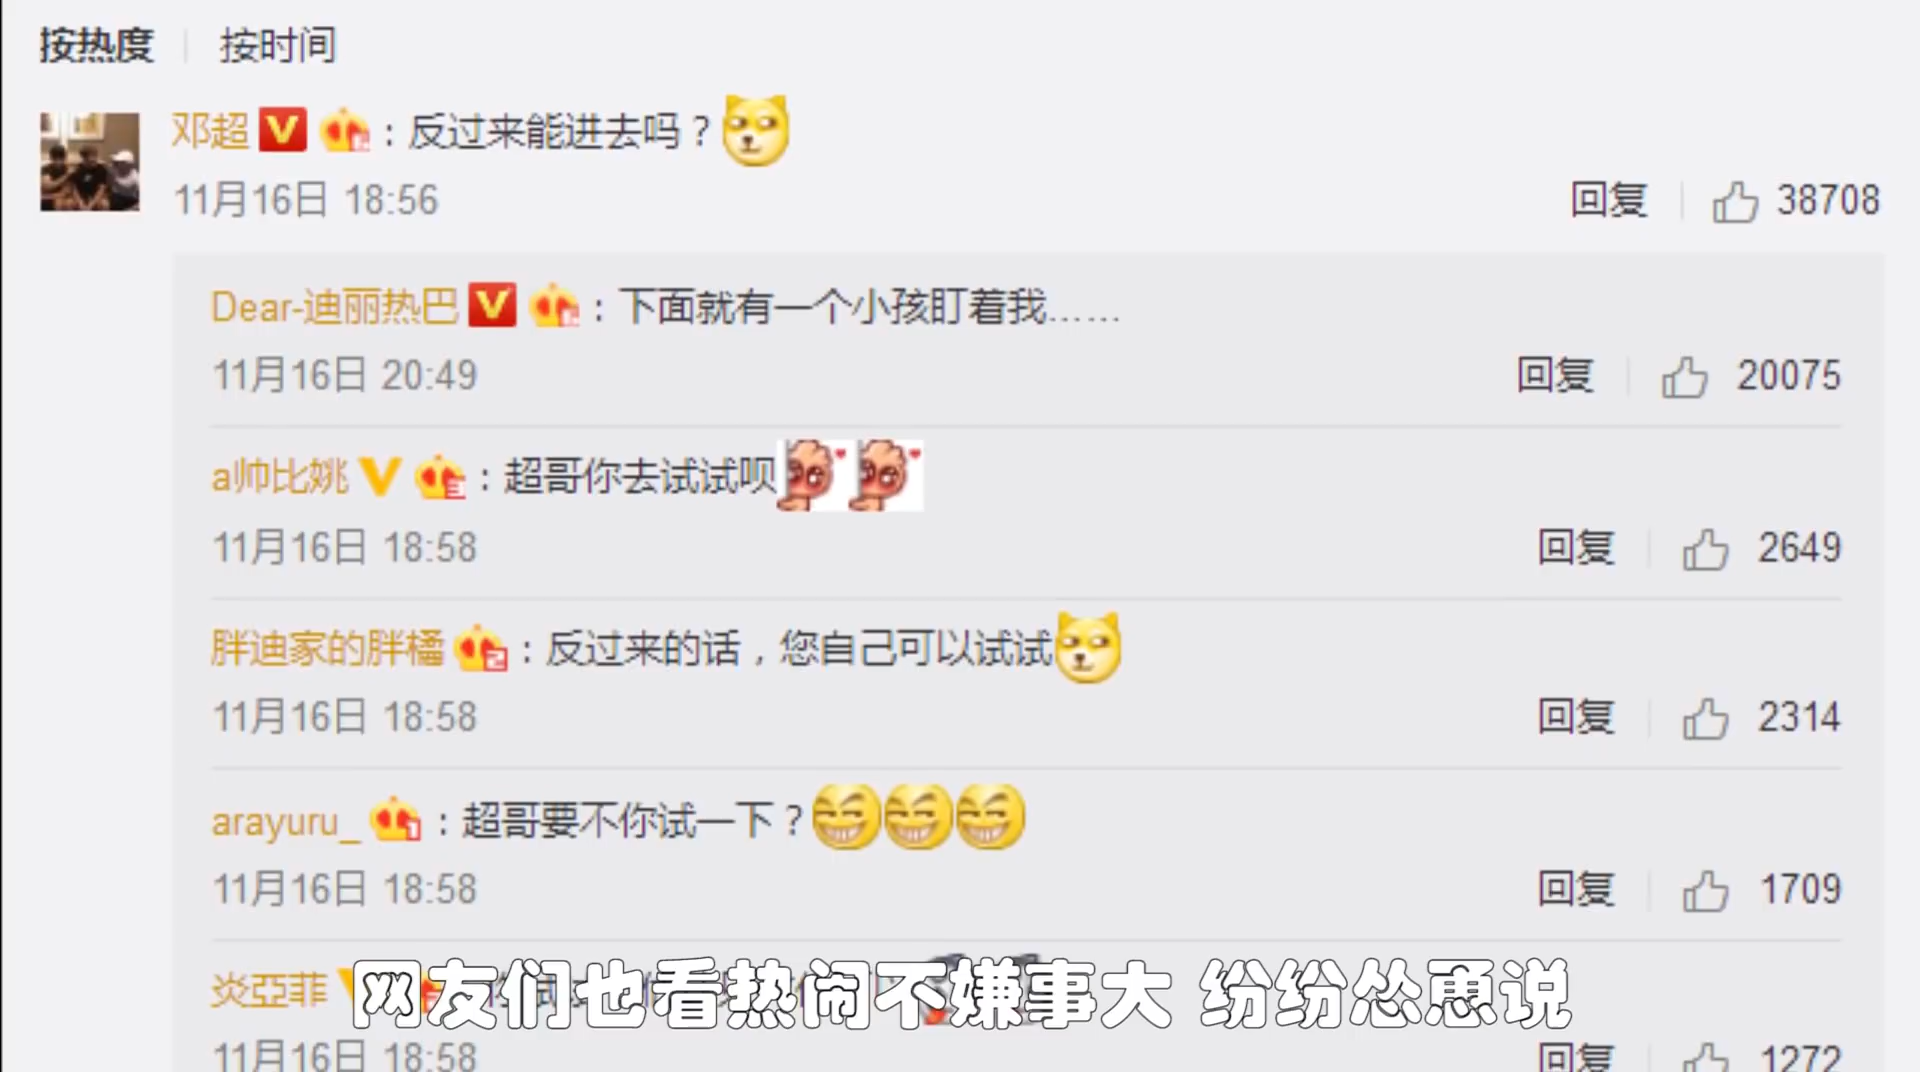 按热度 按时间
邓超 V : 反过来能进去吗？
11月16日 18:56 回复 38708
Dear-迪丽热巴 V : 下面就有一个小孩盯着我……
11月16日 20:49 回复 20075
a帅比姚 V : 超哥你去试试呗
11月16日 18:58 回复 2649
胖迪家的胖橘 : 反过来的话，您自己可以试试
11月16日 18:58 回复 2314
arayuru_ : 超哥要不你试一下？
11月16日 18:58 回复 1709
炎亞菲
网友们也看热闹不嫌事大 纷纷怂恿说
11月16日 18:58 回复 1272